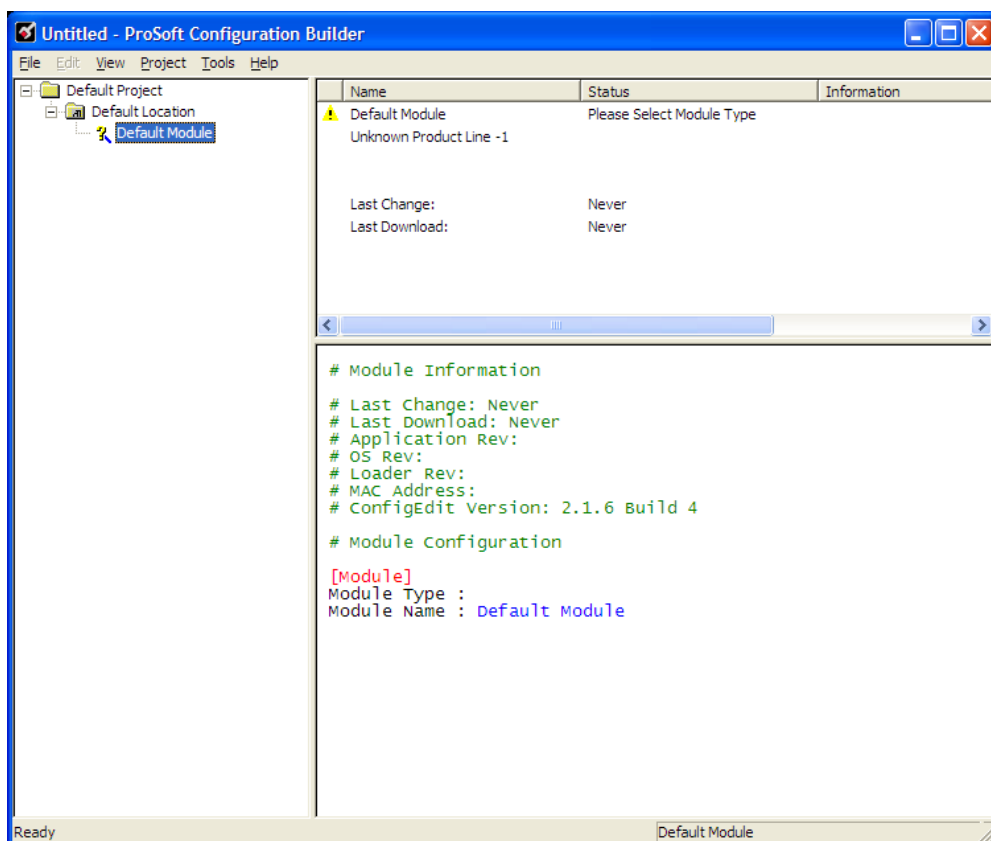 Untitled - ProSoft Configuration Builder
File Edit View Project Tools Help
Default Project
Default Location
Default Module
Name Status Information
Default Module Please Select Module Type
Unknown Product Line -1
Last Change: Never
Last Download: Never
# Module Information
# Last Change: Never
# Last Download: Never
# Application Rev:
# OS Rev:
# Loader Rev:
# MAC Address:
# ConfigEdit Version: 2.1.6 Build 4
# Module Configuration
[Module]
Module Type :
Module Name : Default Module
Ready Default Module